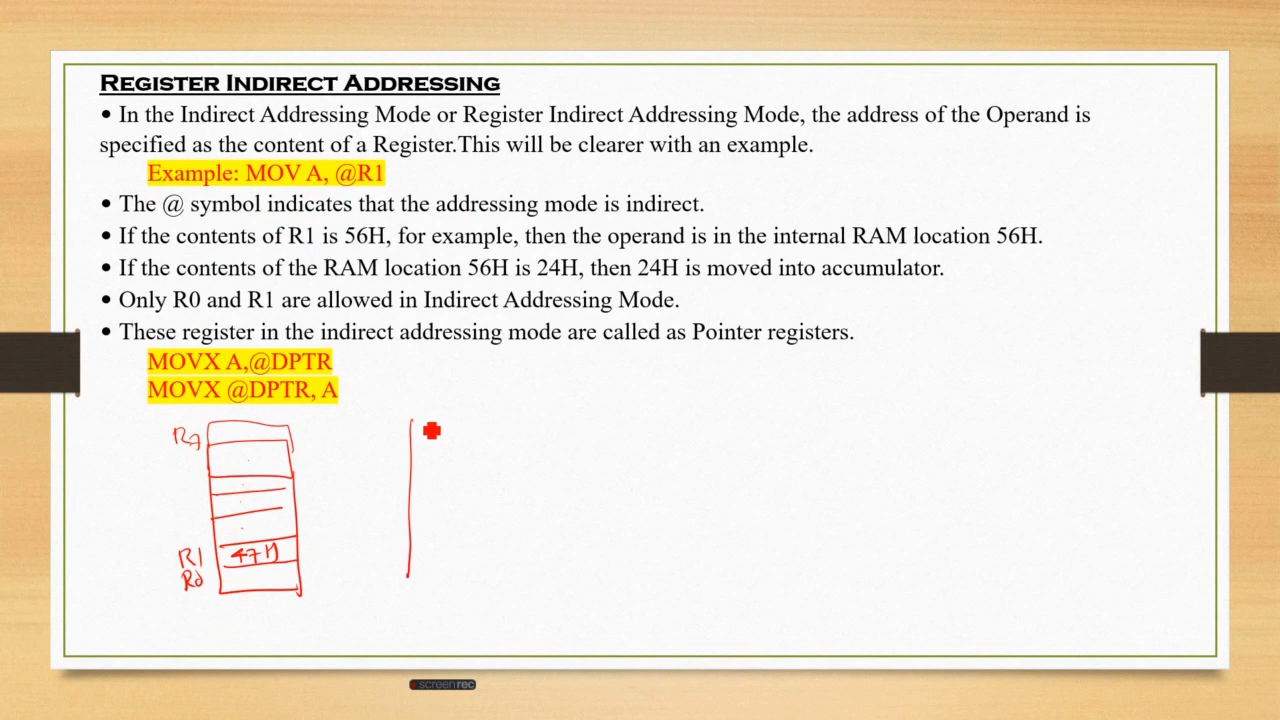 REGISTER INDIRECT ADDRESSING
• In the Indirect Addressing Mode or Register Indirect Addressing Mode, the address of the Operand is
specified as the content of a Register.This will be clearer with an example.
Example: MOV A, @R1
• The @ symbol indicates that the addressing mode is indirect.
• If the contents of R1 is 56H, for example, then the operand is in the internal RAM location 56H.
• If the contents of the RAM location 56H is 24H, then 24H is moved into accumulator.
• Only R0 and R1 are allowed in Indirect Addressing Mode.
• These register in the indirect addressing mode are called as Pointer registers.
MOVX A,@DPTR
MOVX @DPTR, A
R7
R1 47H
R0
screenrec